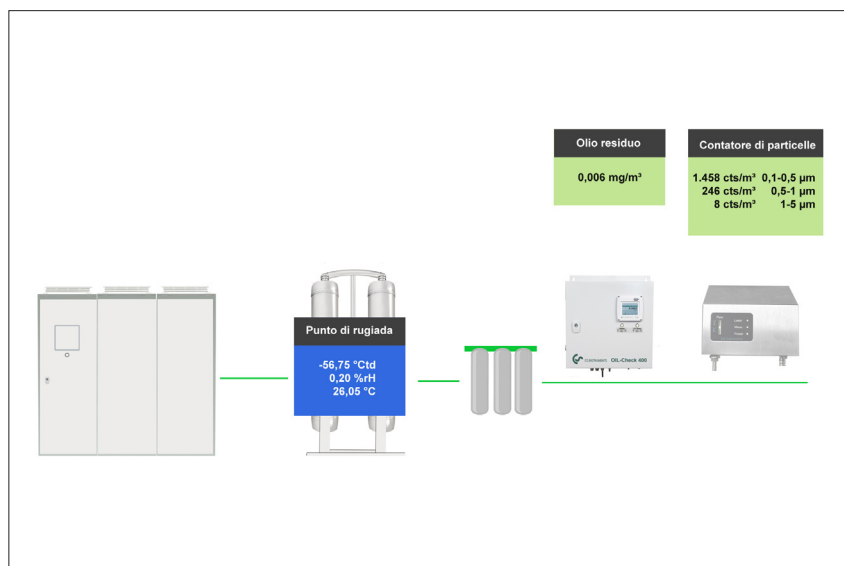 Olio residuo
0,006 mg/m³
Contatore di particelle
1.458 cts/m³ 0,1-0,5 µm
246 cts/m³ 0,5-1 µm
8 cts/m³ 1-5 µm
Punto di rugiada
-56,75 °Ctd
0,20 %rH
26,05 °C
OIL-Check 400